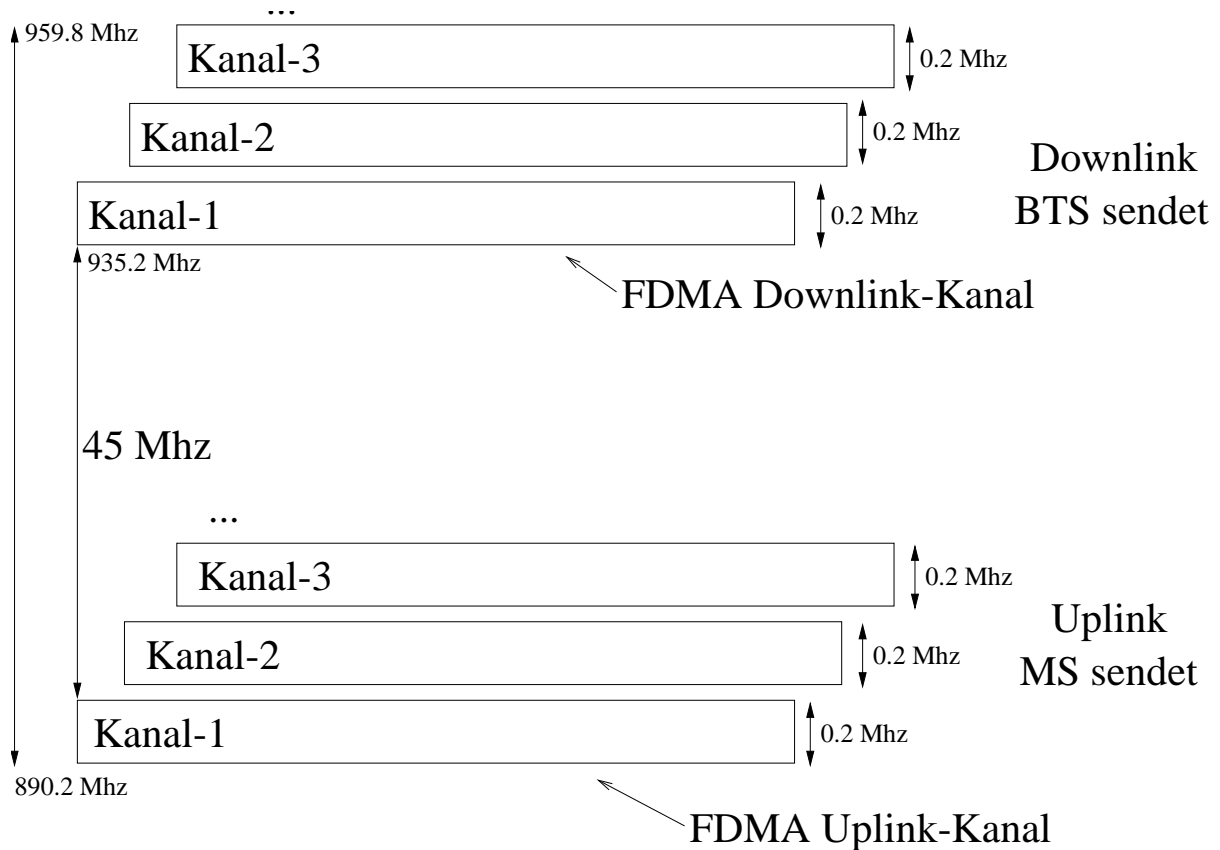 ...
959.8 Mhz
Kanal-3
0.2 Mhz
Kanal-2
0.2 Mhz
Downlink
BTS sendet
Kanal-1
0.2 Mhz
935.2 Mhz
FDMA Downlink-Kanal
45 Mhz
...
Kanal-3
0.2 Mhz
Uplink
MS sendet
Kanal-2
0.2 Mhz
Kanal-1
0.2 Mhz
890.2 Mhz
FDMA Uplink-Kanal